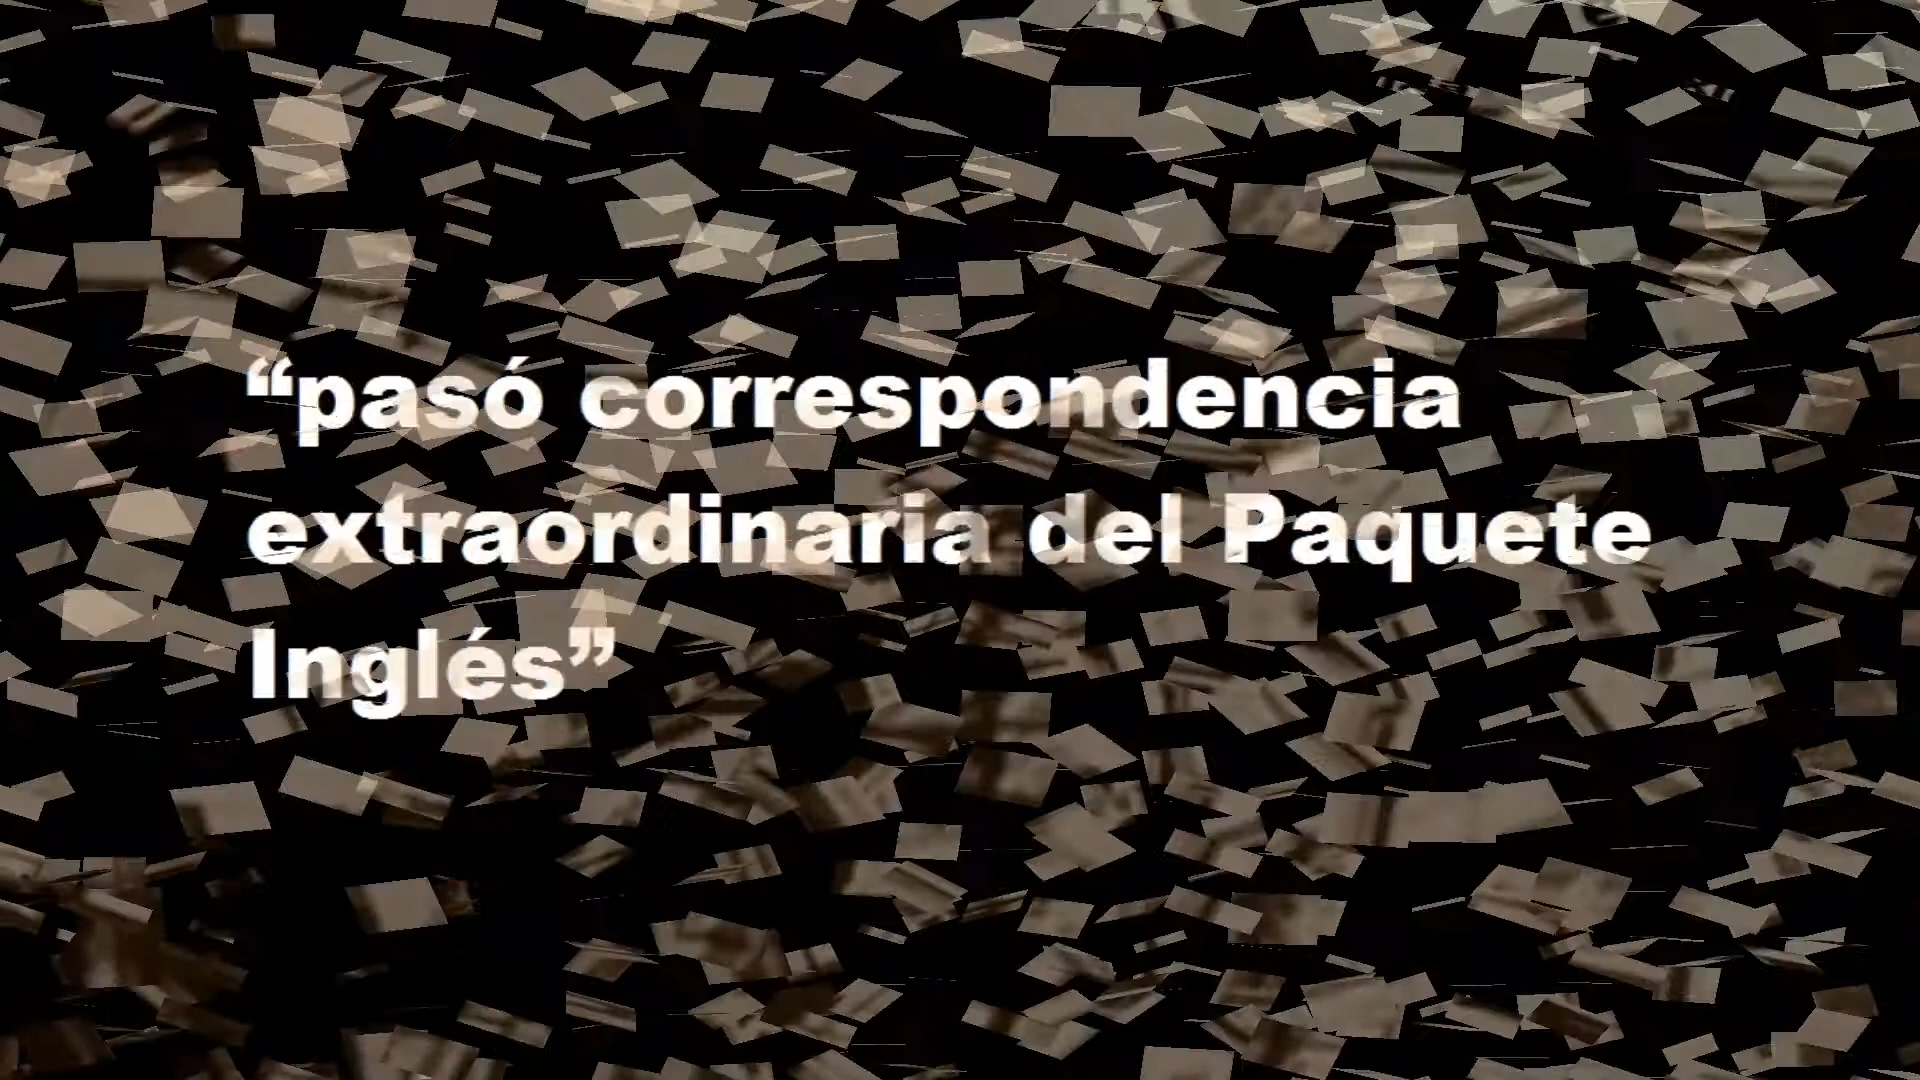 “pasó correspondencia
extraordinaria del Paquete
Inglés”